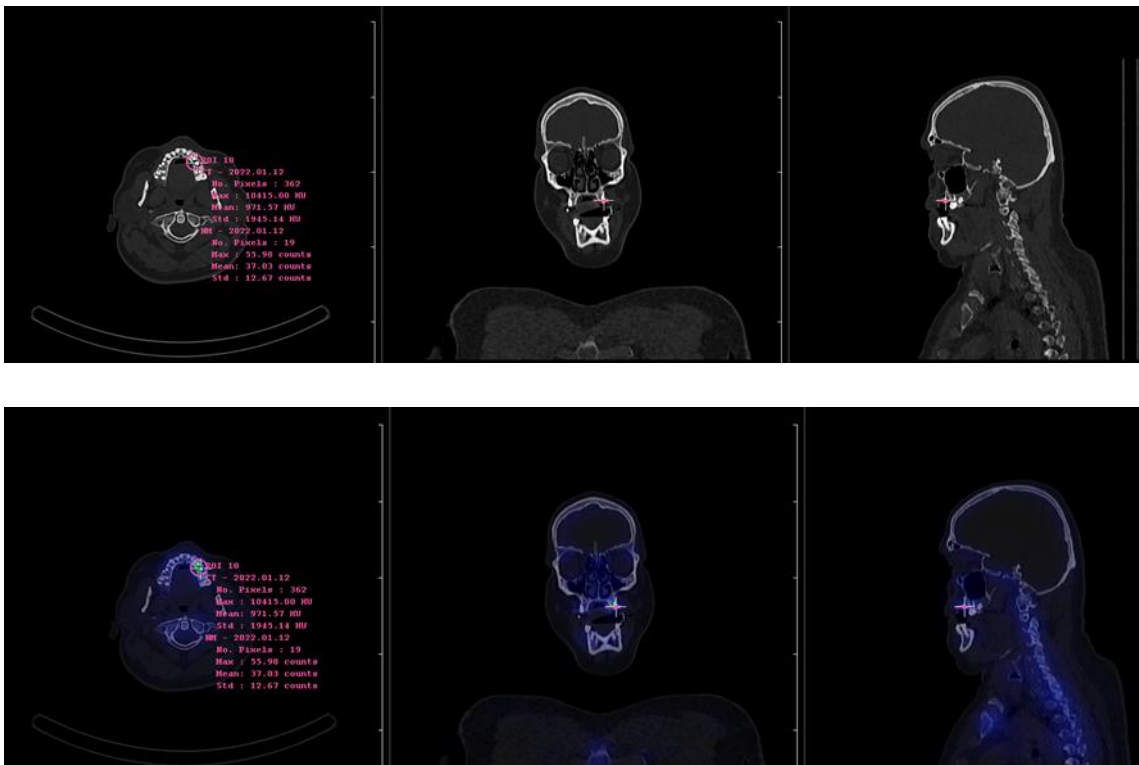 ROI 10
CT - 2022.01.12
No. Pixels : 362
Max : 10415.00 HU
Mean: 971.57 HU
Std : 1945.14 HU
NM - 2022.01.12
No. Pixels : 19
Max : 55.98 counts
Mean: 37.03 counts
Std : 12.67 counts
ROI 10
CT - 2022.01.12
No. Pixels : 362
Max : 10415.00 HU
Mean: 971.57 HU
Std : 1945.14 HU
NM - 2022.01.12
No. Pixels : 19
Max : 55.98 counts
Mean: 37.03 counts
Std : 12.67 counts